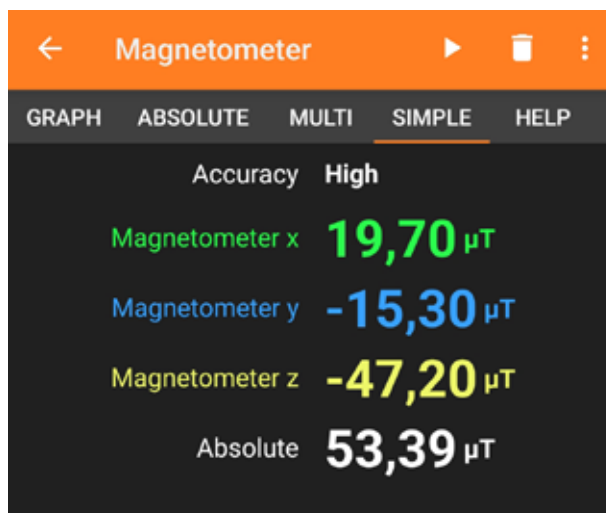 Magnetometer
GRAPH ABSOLUTE MULTI SIMPLE HELP
Accuracy High
Magnetometer x 19,70 µT
Magnetometer y -15,30 µT
Magnetometer z -47,20 µT
Absolute 53,39 µT